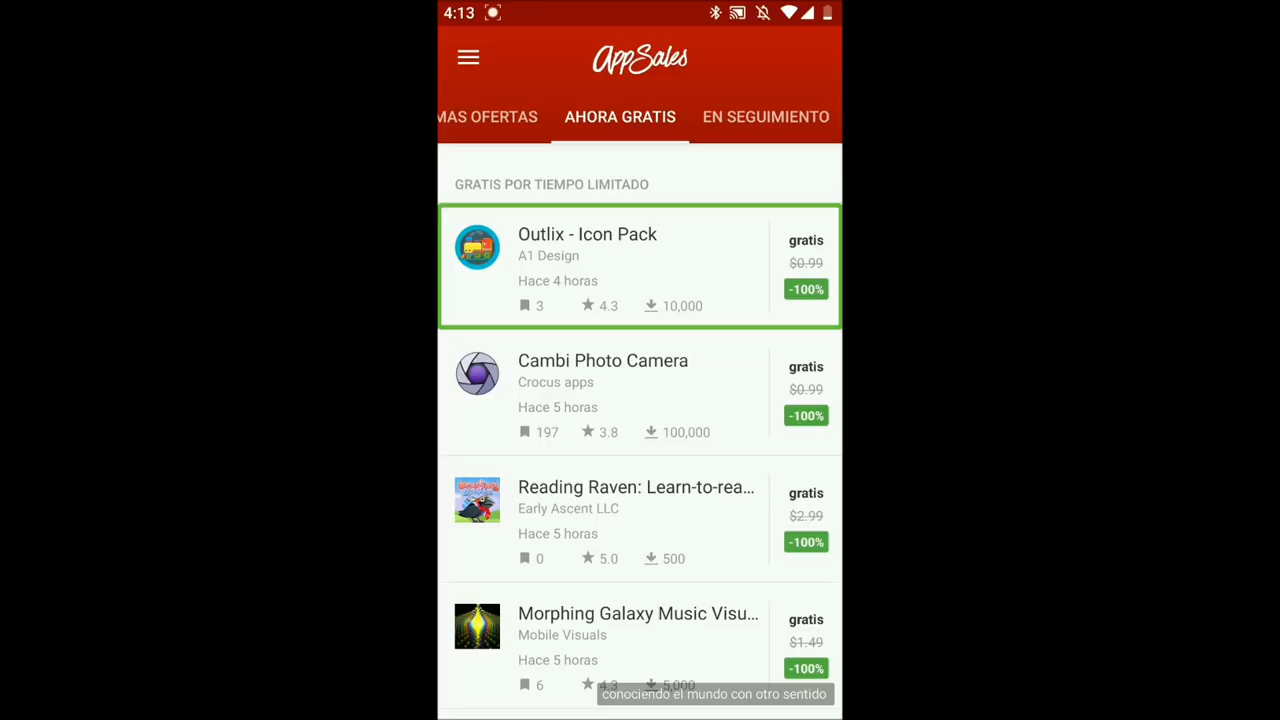 4:13
AppSales
MAS OFERTAS
AHORA GRATIS
EN SEGUIMIENTO
GRATIS POR TIEMPO LIMITADO
Outlix - Icon Pack
A1 Design
Hace 4 horas
3 4.3 10,000
gratis
$0.99
-100%
Cambi Photo Camera
Crocus apps
Hace 5 horas
197 3.8 100,000
gratis
$0.99
-100%
Reading Raven: Learn-to-rea...
Early Ascent LLC
Hace 5 horas
0 5.0 500
gratis
$2.99
-100%
Morphing Galaxy Music Visu...
Mobile Visuals
Hace 5 horas
6 4.3 5,000
gratis
$1.49
-100%
conociendo el mundo con otro sentido